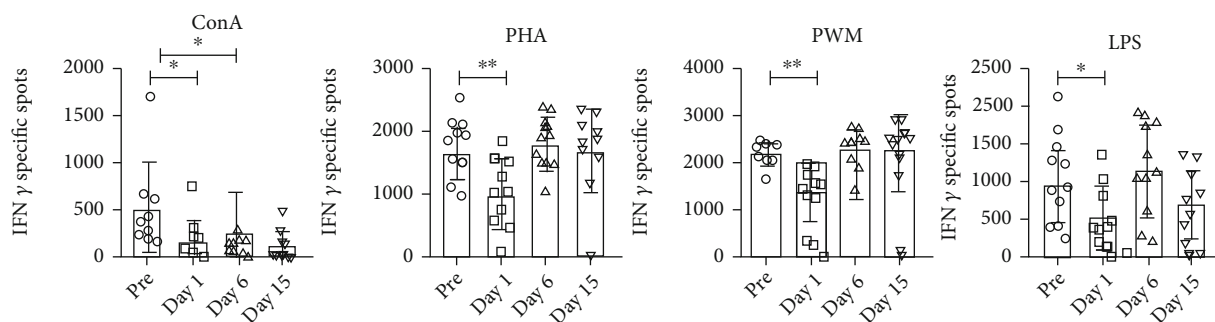 ConA
*
*
IFN γ specific spots
2000
1500
1000
500
0
Pre
Day 1
Day 6
Day 15
PHA
**
IFN γ specific spots
3000
2000
1000
0
Pre
Day 1
Day 6
Day 15
PWM
**
IFN γ specific spots
4000
3000
2000
1000
0
Pre
Day 1
Day 6
Day 15
LPS
*
IFN γ specific spots
2500
2500
1500
1000
500
0
Pre
Day 1
Day 6
Day 15